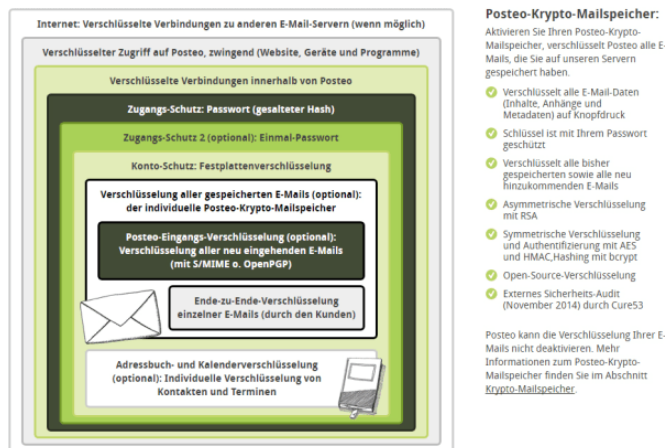 Internet: Verschlüsselte Verbindungen zu anderen E-Mail-Servern (wenn möglich)
Verschlüsselter Zugriff auf Posteo, zwingend (Website, Geräte und Programme)
Verschlüsselte Verbindungen innerhalb von Posteo
Zugangs-Schutz: Passwort (gesalteter Hash)
Zugangs-Schutz 2 (optional): Einmal-Passwort
Konto-Schutz: Festplattenverschlüsselung
Verschlüsselung aller gespeicherten E-Mails (optional):
der individuelle Posteo-Krypto-Mailspeicher
Posteo-Eingangs-Verschlüsselung (optional):
Verschlüsselung aller neu eingehenden E-Mails
(mit S/MIME o. OpenPGP)
Ende-zu-Ende-Verschlüsselung
einzelner E-Mails (durch den Kunden)
Adressbuch- und Kalenderverschlüsselung
(optional): Individuelle Verschlüsselung von
Kontakten und Terminen
Posteo-Krypto-Mailspeicher:
Aktivieren Sie Ihren Posteo-Krypto-
Mailspeicher, verschlüsselt Posteo alle E-
Mails, die Sie auf unseren Servern
gespeichert haben.
Verschlüsselt alle E-Mail-Daten
(Inhalte, Anhänge und
Metadaten) auf Knopfdruck
Schlüssel ist mit Ihrem Passwort
geschützt
Verschlüsselt alle bisher
gespeicherten sowie alle neu
hinzukommenden E-Mails
Asymmetrische Verschlüsselung
mit RSA
Symmetrische Verschlüsselung
und Authentifizierung mit AES
und HMAC,Hashing mit bcrypt
Open-Source-Verschlüsselung
Externes Sicherheits-Audit
(November 2014) durch Cure53
Posteo kann die Verschlüsselung Ihrer E-
Mails nicht deaktivieren. Mehr
Informationen zum Posteo-Krypto-
Mailspeicher finden Sie im Abschnitt
Krypto-Mailspeicher.